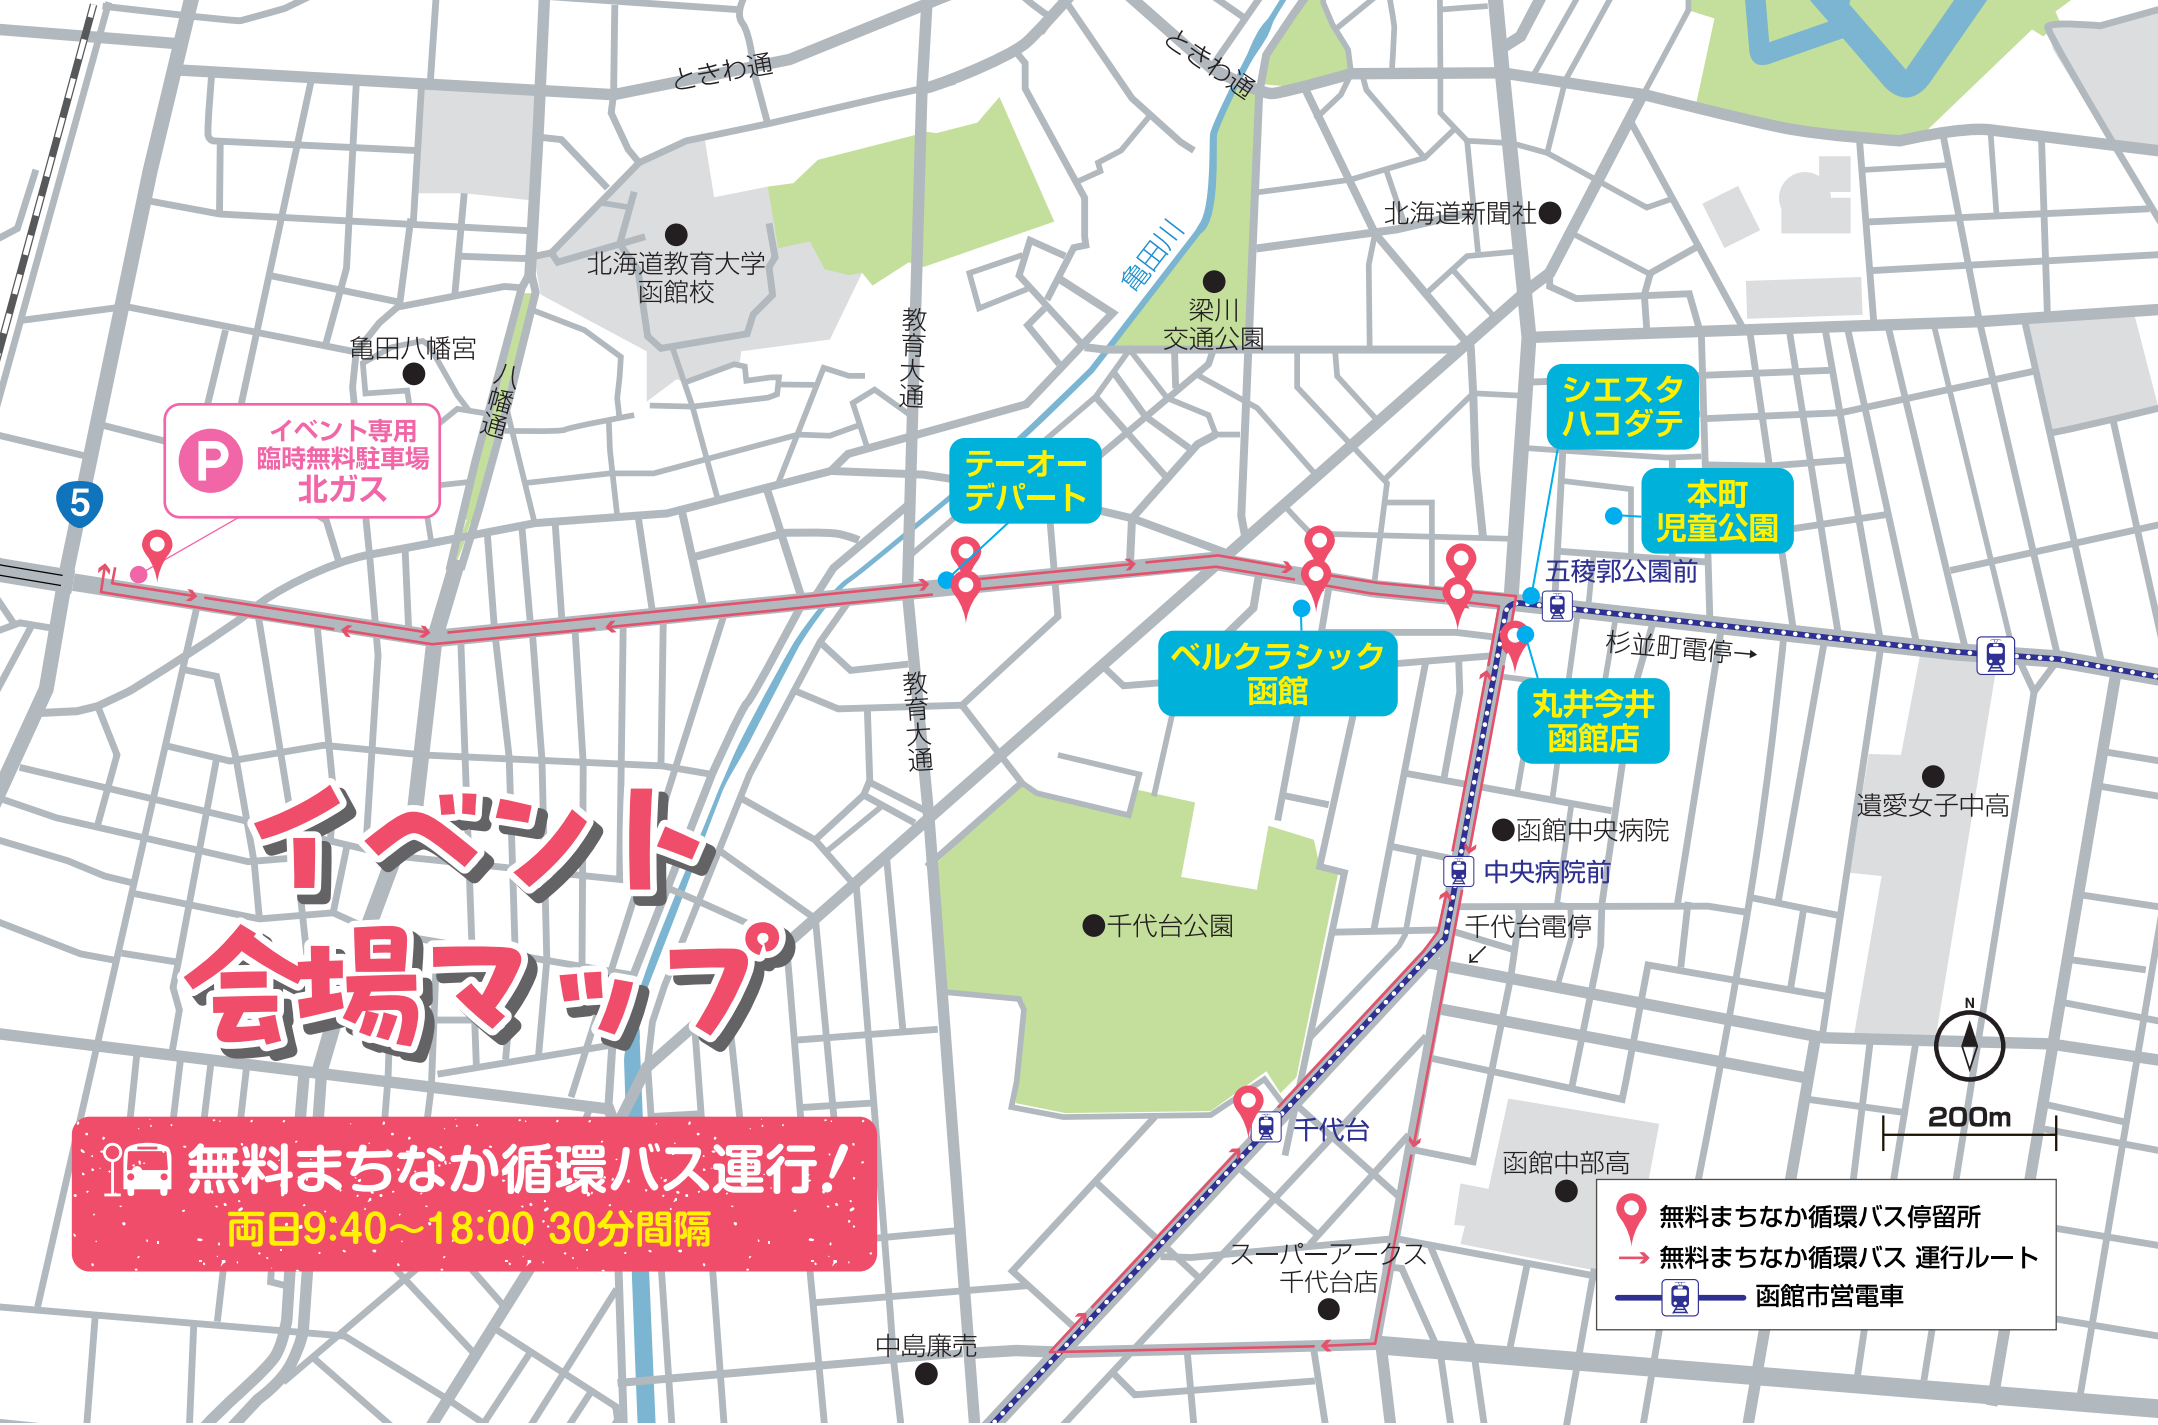 ときわ通
ときわ通
北海道新聞社
北海道教育大学
函館校
亀田川
梁川
交通公園
教育大通
亀田八幡宮
八幡通
シエスタ
ハコダテ
P
イベント専用
臨時無料駐車場
北ガス
テーオー
デパート
本町
児童公園
5
五稜郭公園前
杉並町電停→
ベルクラシック
函館
教育大通
丸井今井
函館店
遺愛女子中高
函館中央病院
中央病院前
イベント
会場マップ
千代台公園
千代台電停
N
200m
千代台
無料まちなか循環バス運行!
両日9:40〜18:00 30分間隔
函館中部高
スーパーアークス
千代台店
中島廉売
無料まちなか循環バス停留所
無料まちなか循環バス 運行ルート
函館市営電車